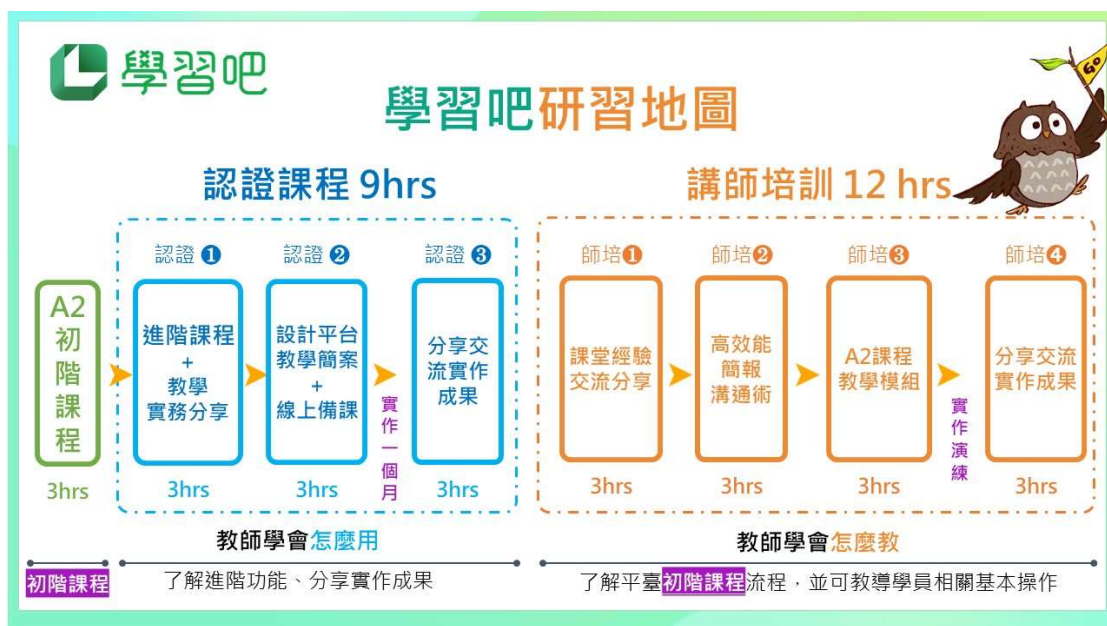 學習吧
GO
學習吧研習地圖
認證課程 9hrs
講師培訓 12 hrs
A2
初
階
課
程
3hrs
認證 ❶
進階課程
+
教學
實務分享
3hrs
認證 ❷
設計平台
教學簡案
+
線上備課
3hrs
實
作
一
個
月
認證 ❸
分享交
流實作
成果
3hrs
師培❶
課堂經驗
交流分享
3hrs
師培❷
高效能
簡報
溝通術
3hrs
師培❸
A2課程
教學模組
3hrs
實
作
演
練
師培❹
分享交流
實作成果
3hrs
教師學會怎麼用
教師學會怎麼教
初階課程
了解進階功能、分享實作成果
了解平臺初階課程流程，並可教導學員相關基本操作